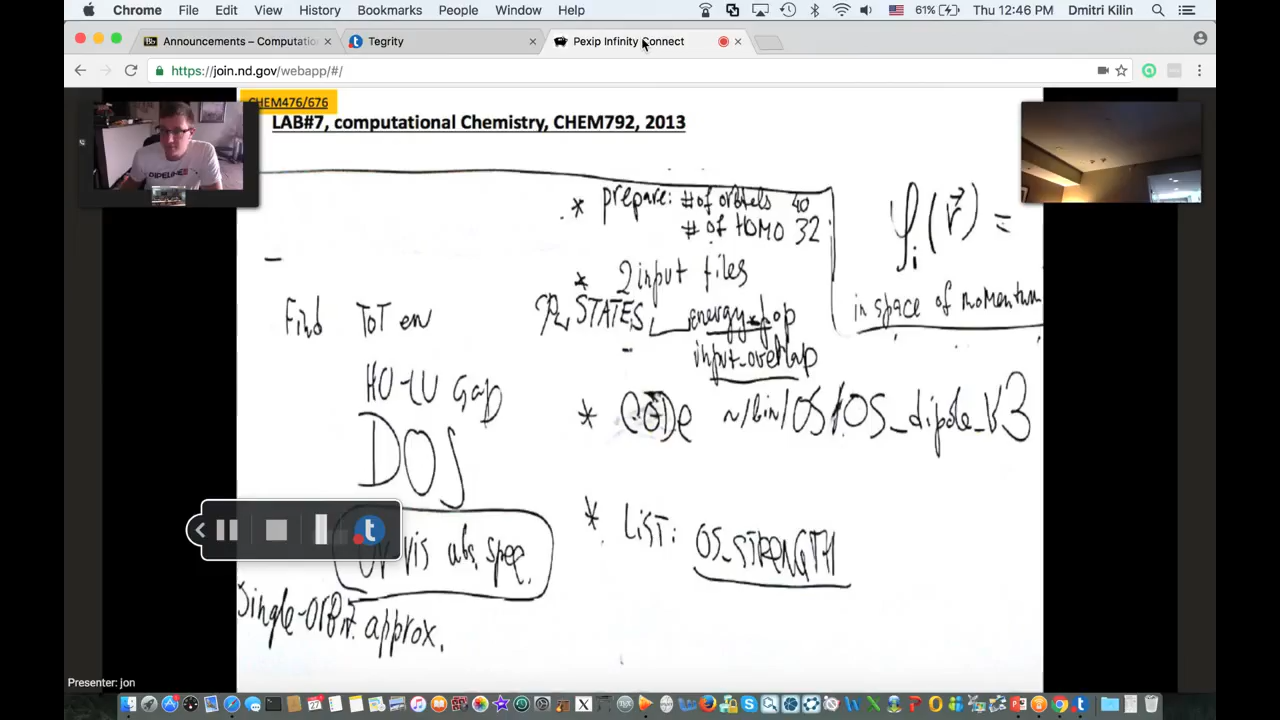 Chrome File Edit View History Bookmarks People Window Help 61% Thu 12:46 PM Dmitri Kilin
Announcements – Computatio × Tegrity × Pexip Infinity Connect ×
https://join.nd.gov/webapp/#/
CHEM476/676
LAB#7, computational Chemistry, CHEM792, 2013
PIPELINE
* prepare: # of orbitals 40
# of HOMO 32
* 2 input files
STATES energy-pop
input-overlap
Find TOT en
HO-LU gap
DOS
UV vis abs. spec.
Single-ORBIT. approx.
* CODE ~/bin/OS/OS_dipole_V3
* LIST: OS_STRENGTH
φi(r) =
in space of momentum
Presenter: jon